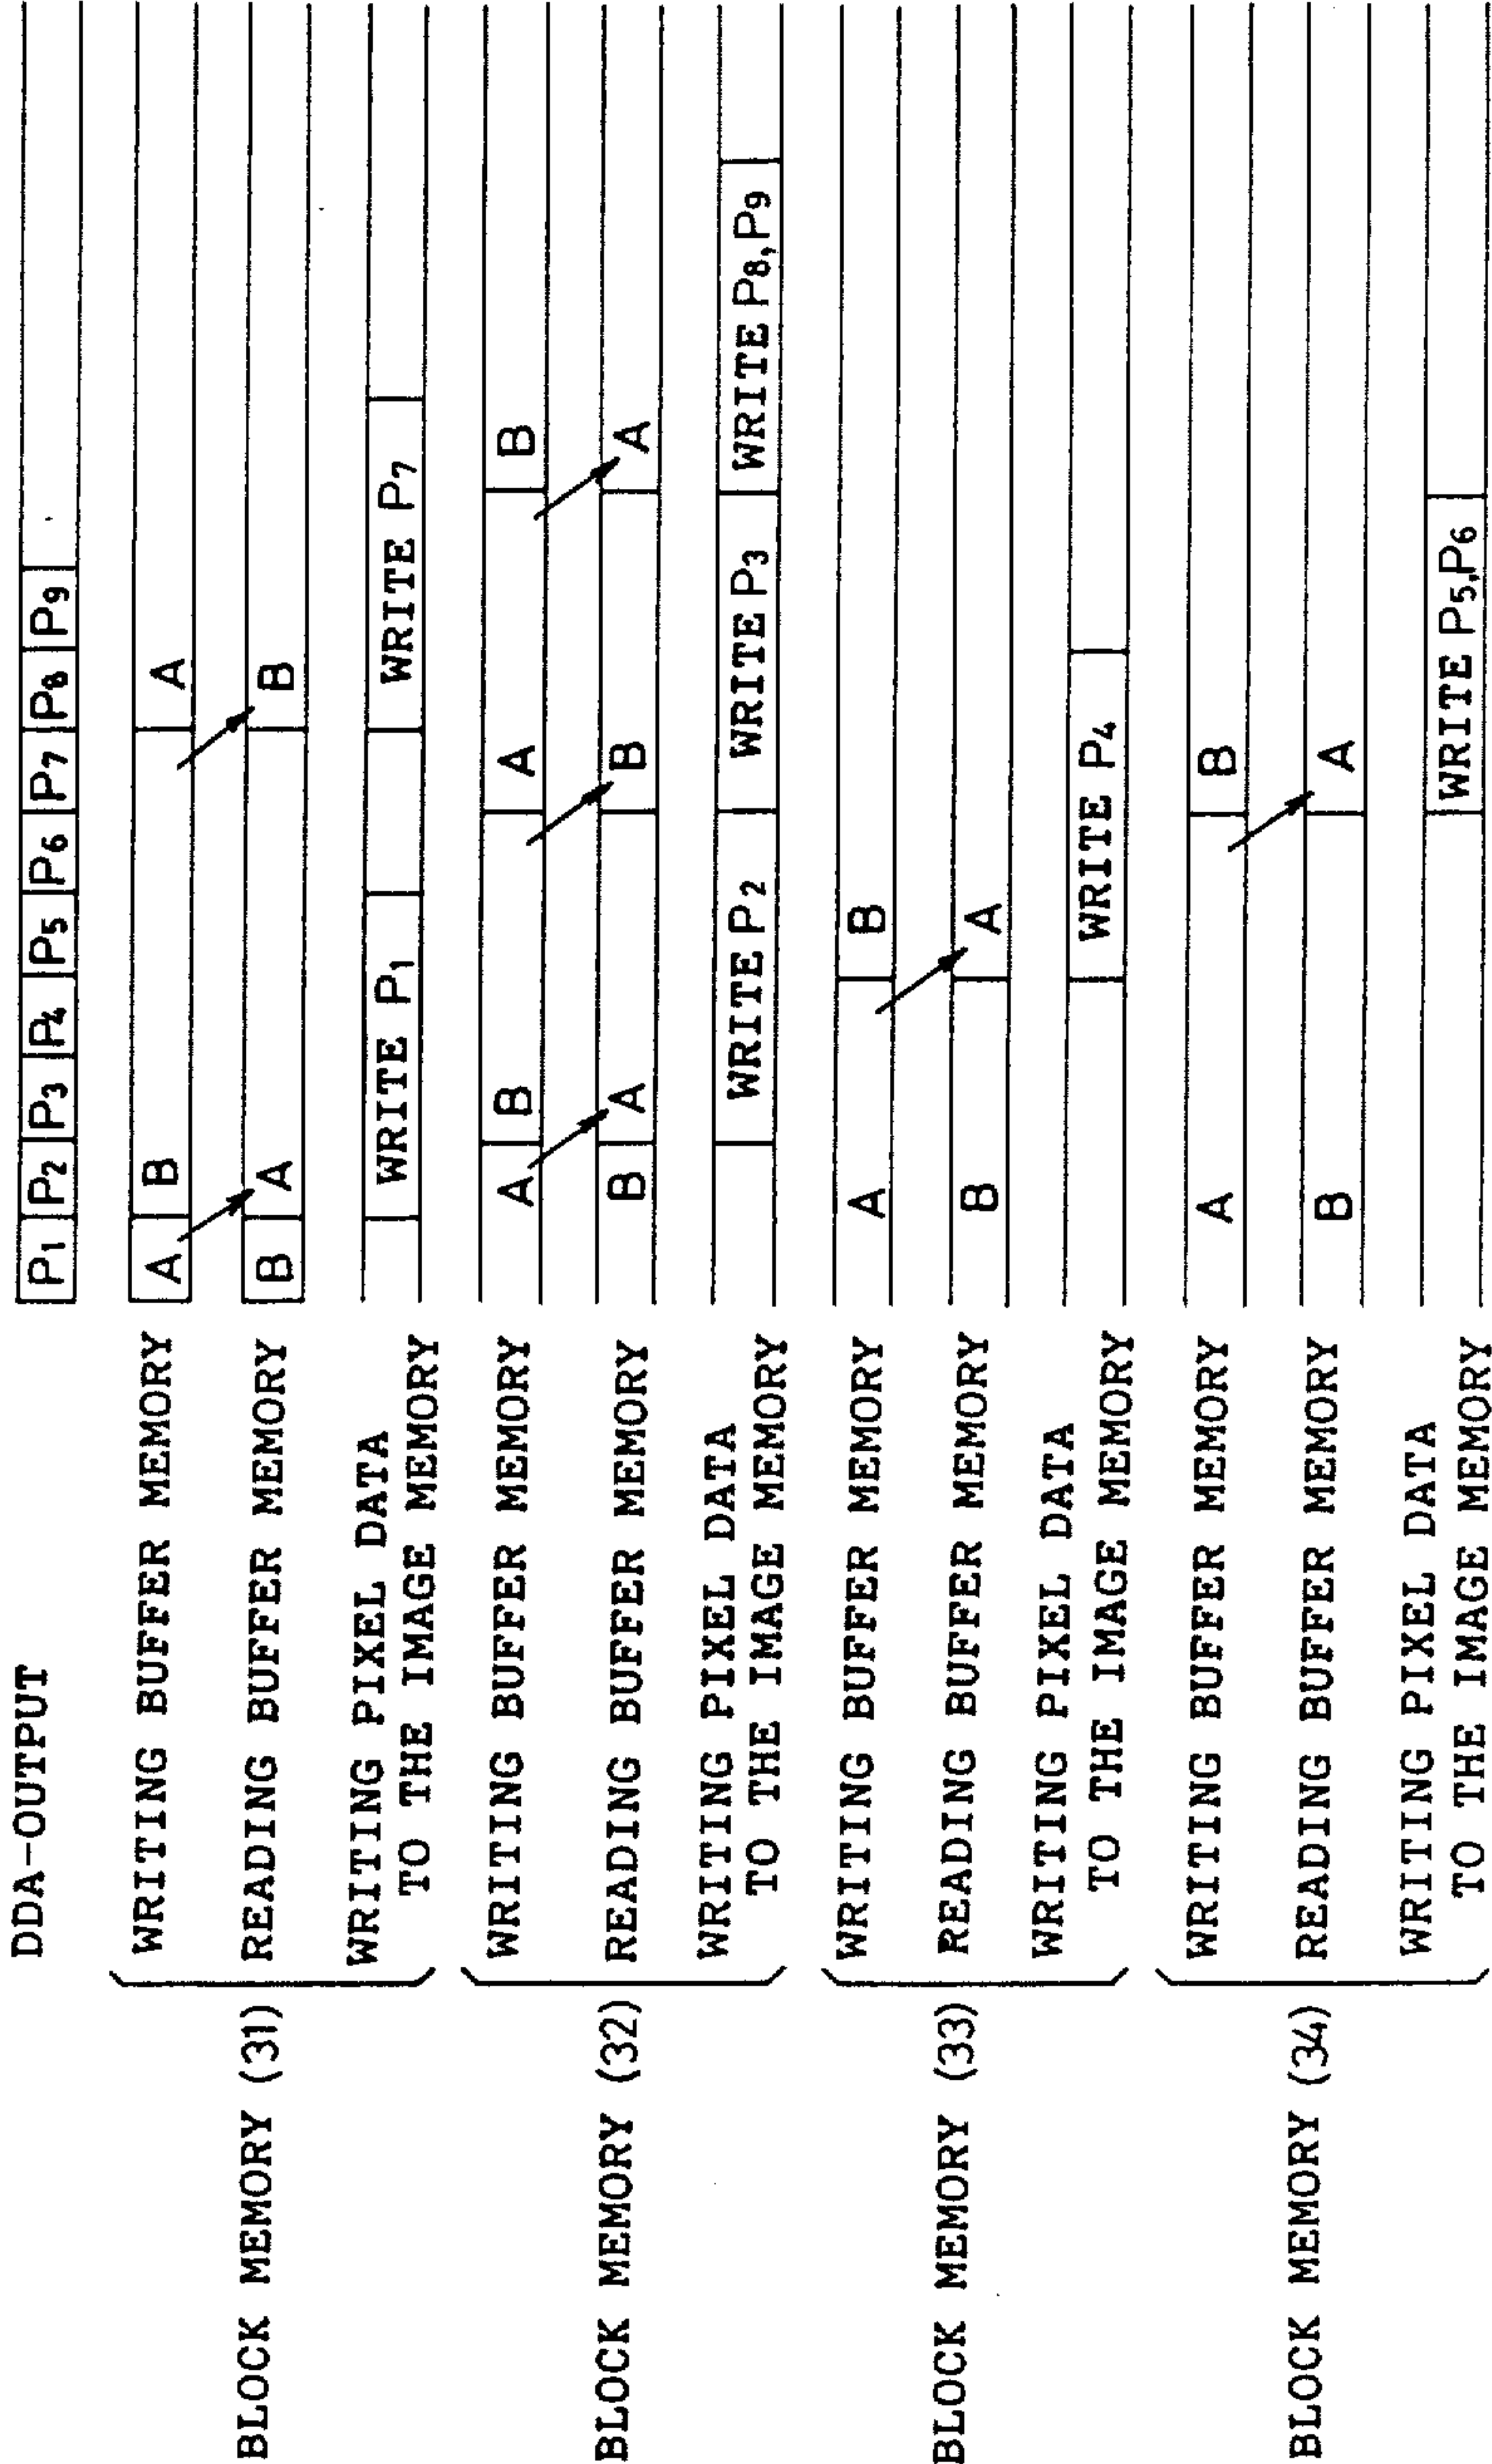 DDA-OUTPUT
P1 P2 P3 P4 P5 P6 P7 P8 P9
BLOCK MEMORY (31)
WRITING BUFFER MEMORY
A B A
READING BUFFER MEMORY
B A B
WRITING PIXEL DATA
TO THE IMAGE MEMORY
WRITE P1 WRITE P7
BLOCK MEMORY (32)
WRITING BUFFER MEMORY
A B A B
READING BUFFER MEMORY
B A B A
WRITING PIXEL DATA
TO THE IMAGE MEMORY
WRITE P2 WRITE P3 WRITE P8,P9
BLOCK MEMORY (33)
WRITING BUFFER MEMORY
A B
READING BUFFER MEMORY
B A
WRITING PIXEL DATA
TO THE IMAGE MEMORY
WRITE P4
BLOCK MEMORY (34)
WRITING BUFFER MEMORY
A B
READING BUFFER MEMORY
B A
WRITING PIXEL DATA
TO THE IMAGE MEMORY
WRITE P5,P6